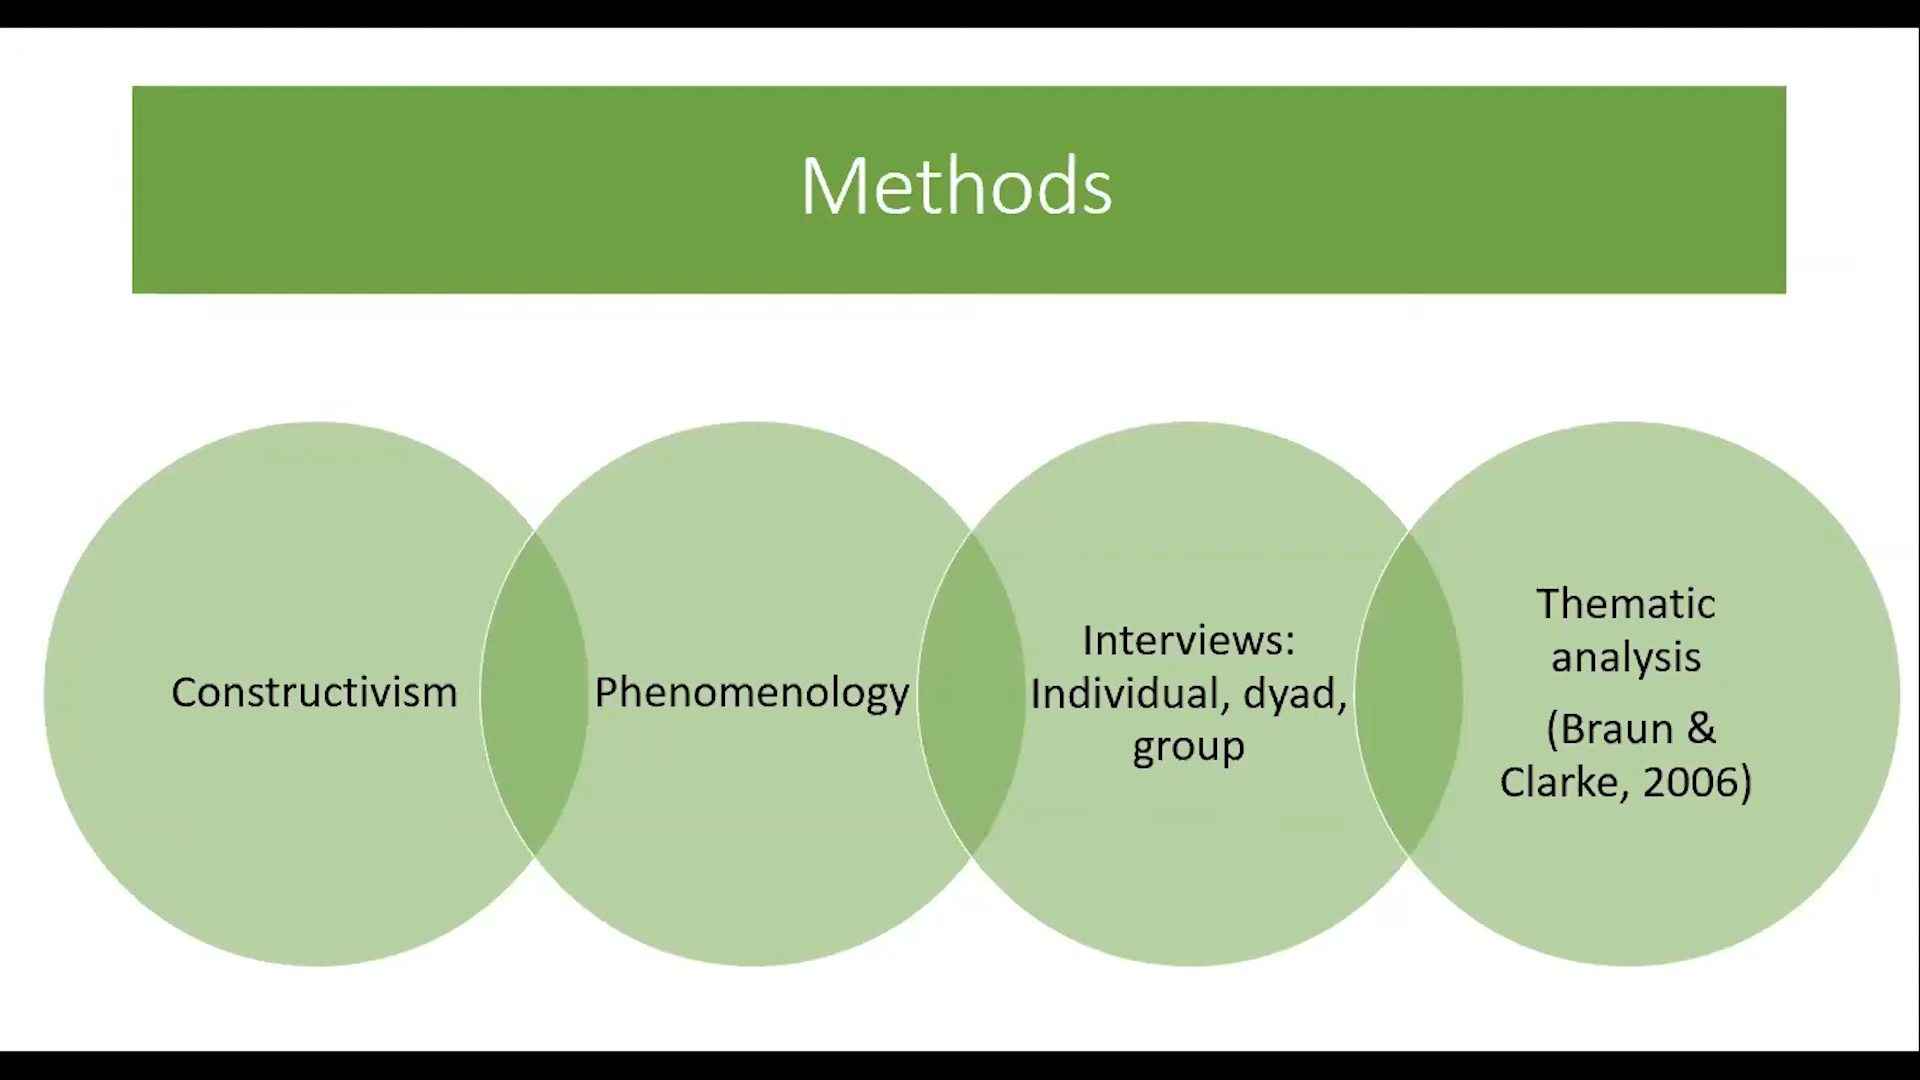 Methods
Constructivism
Phenomenology
Interviews:
Individual, dyad,
group
Thematic
analysis
(Braun &
Clarke, 2006)